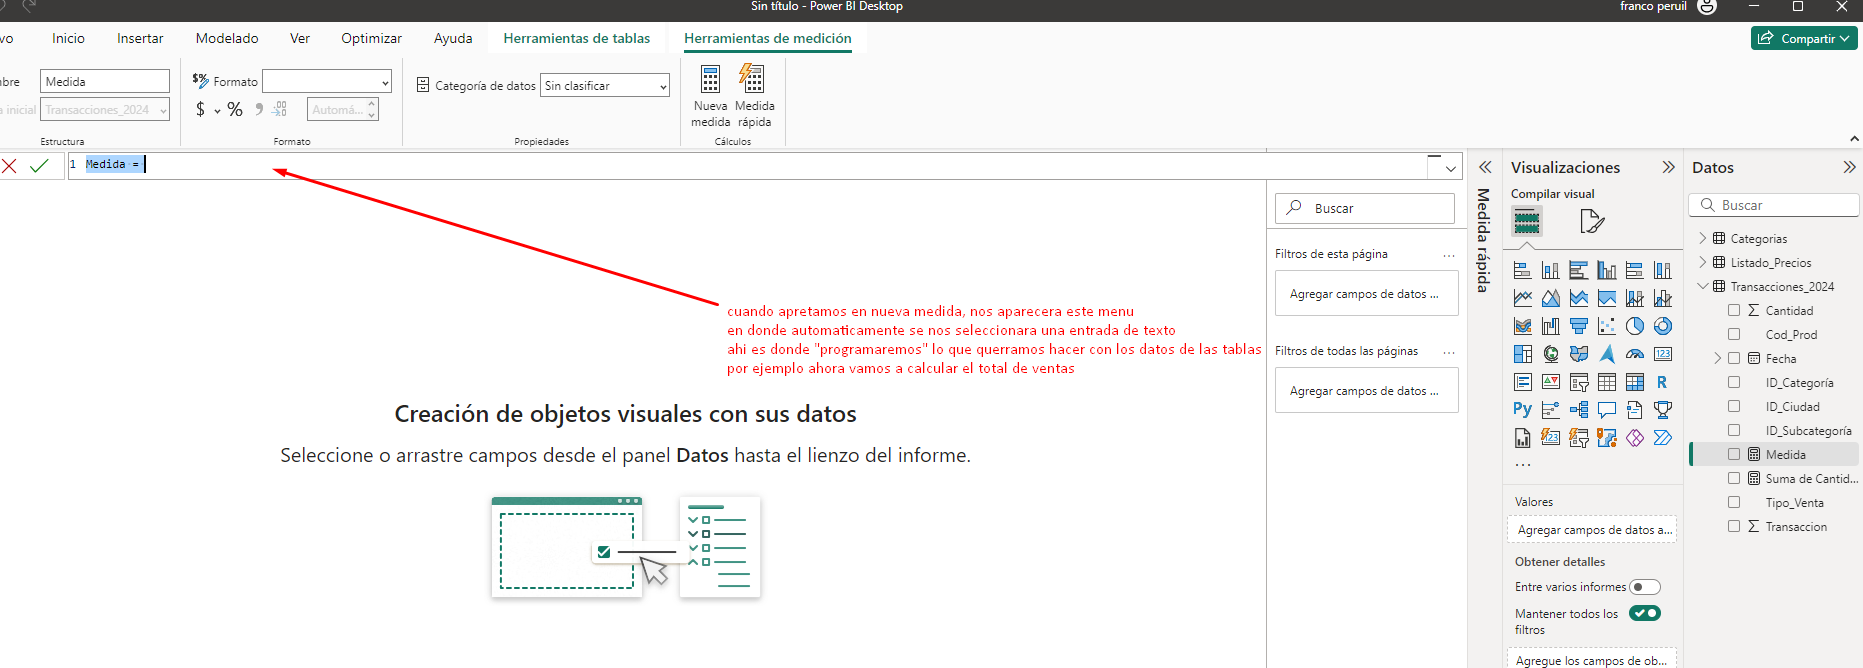 Sin título - Power BI Desktop
franco peruil
vo
Inicio
Insertar
Modelado
Ver
Optimizar
Ayuda
Herramientas de tablas
Herramientas de medición
Compartir
bre
Medida
Formato
Categoría de datos
Sin clasificar
Nueva medida
Medida rápida
a inicial
Transacciones_2024
$ %
Automá...
Estructura
Formato
Propiedades
Cálculos
1 Medida =
cuando apretamos en nueva medida, nos aparecera este menu
en donde automaticamente se nos seleccionara una entrada de texto
ahi es donde "programaremos" lo que querramos hacer con los datos de las tablas
por ejemplo ahora vamos a calcular el total de ventas
Creación de objetos visuales con sus datos
Seleccione o arrastre campos desde el panel Datos hasta el lienzo del informe.
Buscar
Filtros de esta página
...
Agregar campos de datos ...
Filtros de todas las páginas
...
Agregar campos de datos ...
Medida rápida
Visualizaciones
Compilar visual
123
R
Py
123
...
Valores
Agregar campos de datos a...
Obtener detalles
Entre varios informes
Mantener todos los
filtros
Agregue los campos de ob...
Datos
Buscar
Categorias
Listado_Precios
Transacciones_2024
Cantidad
Cod_Prod
Fecha
ID_Categoría
ID_Ciudad
ID_Subcategoría
Medida
Suma de Cantid...
Tipo_Venta
Transaccion